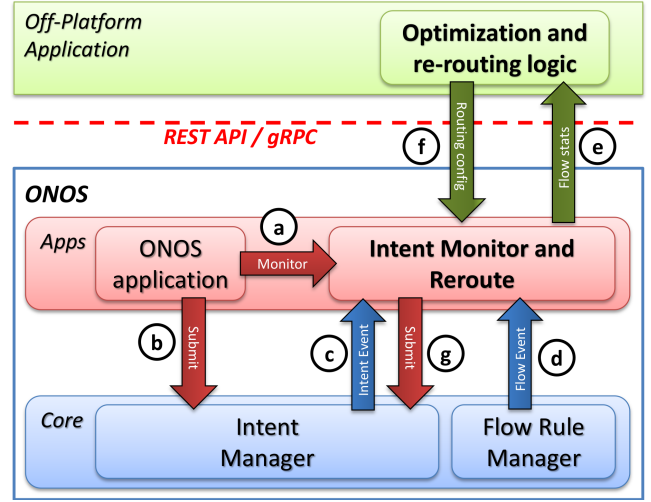 Off-Platform
Application
Optimization and
re-routing logic
REST API / gRPC
f
Routing config
Flow stats
e
ONOS
Apps
ONOS
application
a
Monitor
Intent Monitor and
Reroute
b
Submit
c
Intent Event
Submit
g
Flow Event
d
Core
Intent
Manager
Flow Rule
Manager